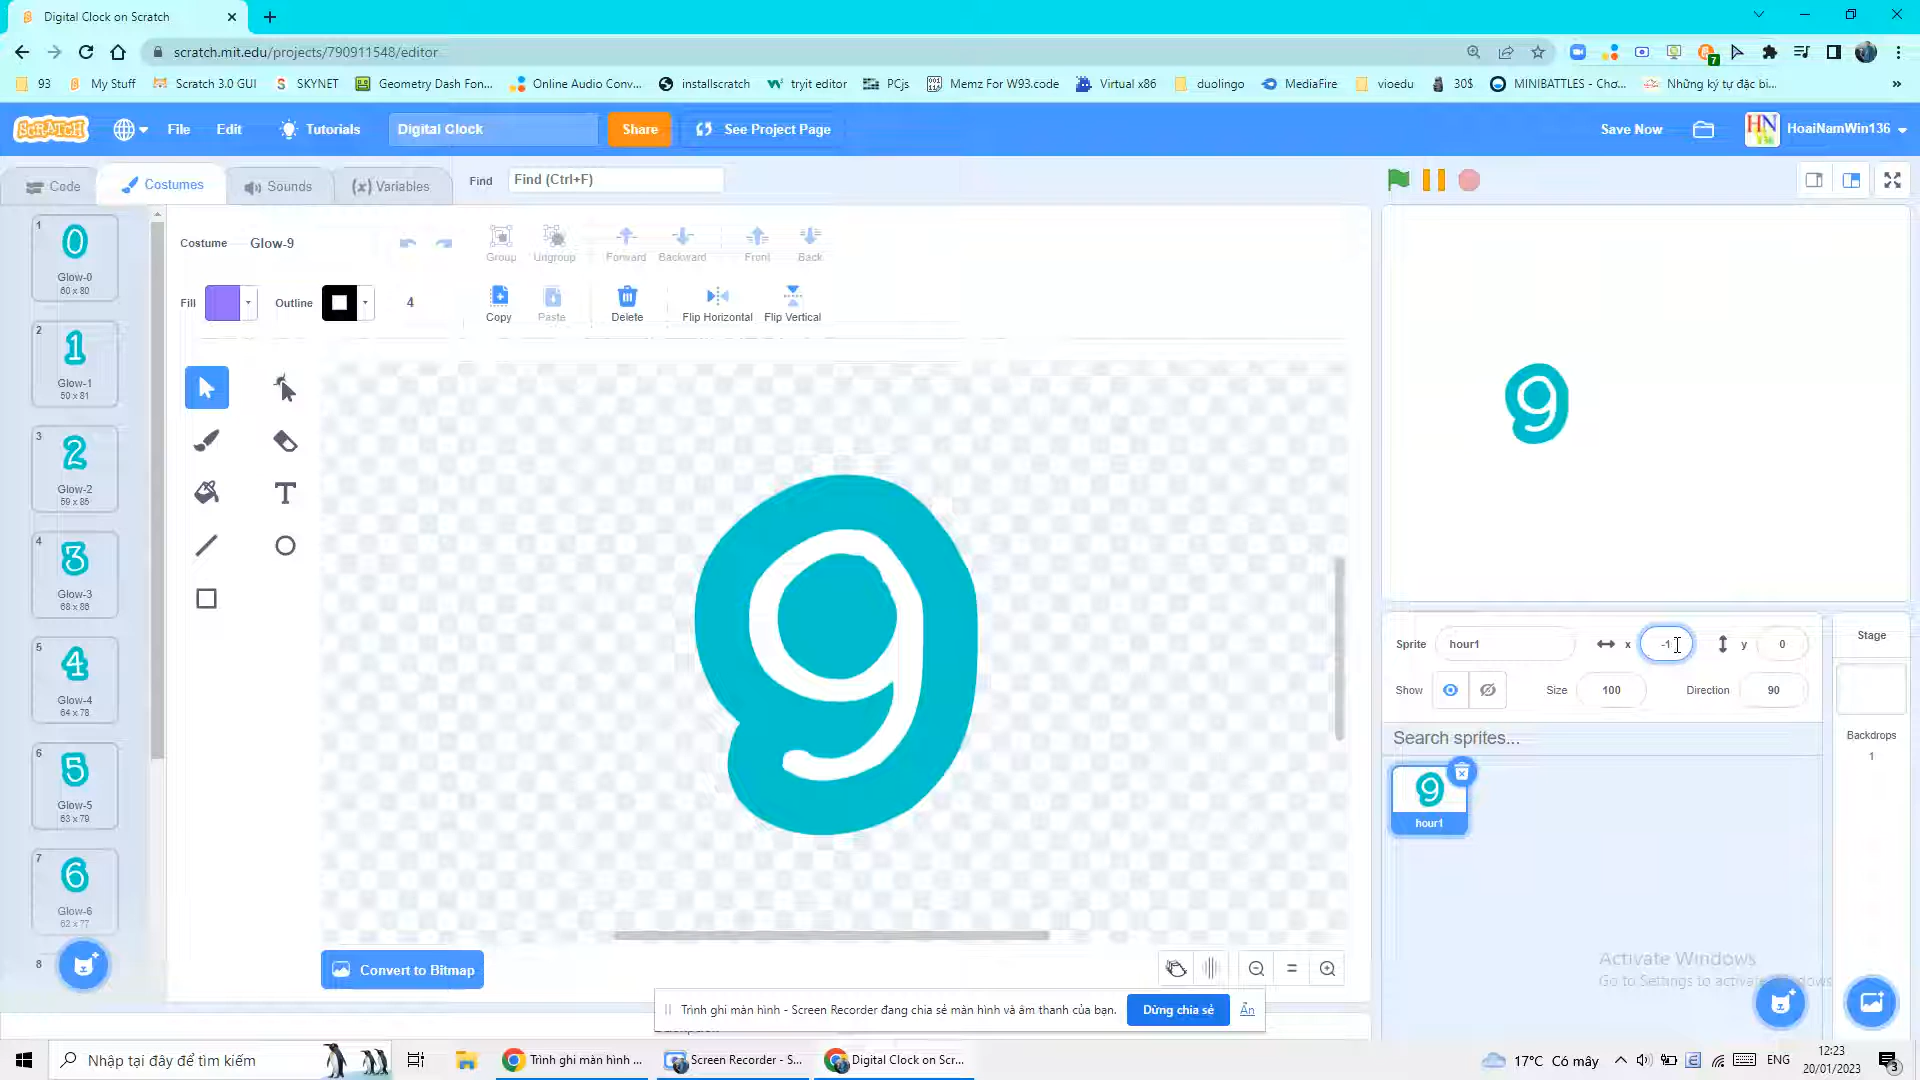 Digital Clock on Scratch
scratch.mit.edu/projects/790911548/editor
7
93
My Stuff
Scratch 3.0 GUI
SKYNET
Geometry Dash Fon...
Online Audio Conv...
installscratch
tryit editor
PCjs
Memz For W93.code
Virtual x86
duolingo
MediaFire
vioedu
30$
MINIBATTLES - Cho...
Những ký tự đặc bi...
»
SCRATCH
File
Edit
Tutorials
Digital Clock
Share
See Project Page
Save Now
HN
136
HoaiNamWin136
Code
Costumes
Sounds
(x) Variables
Find
Find (Ctrl+F)
1
0
Glow-0
60 x 80
2
1
Glow-1
50 x 81
3
2
Glow-2
59 x 85
4
3
Glow-3
68 x 86
5
4
Glow-4
64 x 78
6
5
Glow-5
63 x 79
7
6
Glow-6
62 x 77
8
Costume
Glow-9
Group
Ungroup
Forward
Backward
Front
Back
Fill
Outline
4
Copy
Paste
Delete
Flip Horizontal
Flip Vertical
T
9
Convert to Bitmap
9
Sprite
hour1
x
-1
y
0
Show
Size
100
Direction
90
Search sprites...
9
hour1
Stage
Backdrops
1
Activate Windows
Go to Settings to activate Windows
Trình ghi màn hình - Screen Recorder đang chia sẻ màn hình và âm thanh của bạn.
Dừng chia sẻ
Ẩn
Nhập tại đây để tìm kiếm
Trình ghi màn hình ...
Screen Recorder - S...
Digital Clock on Scr...
17°C Có mây
ENG
12:23
20/01/2023
3